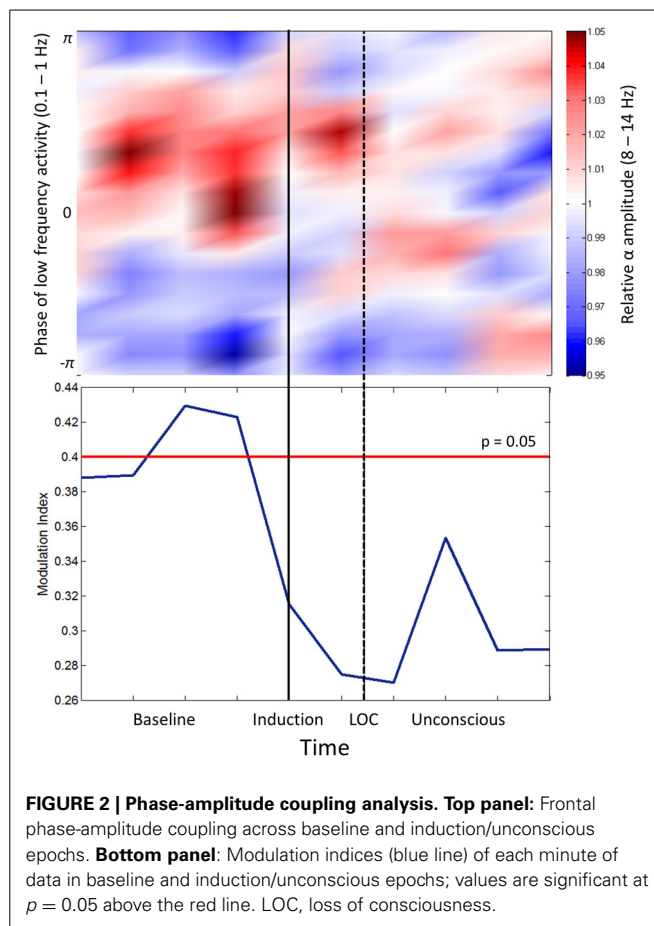 π
0
-π
Phase of low frequency activity (0.1 – 1 Hz)
1.05
1.04
1.03
1.02
1.01
1
0.99
0.98
0.97
0.96
0.95
Relative α amplitude (8 – 14 Hz)
0.44
0.42
0.4
0.38
0.36
0.34
0.32
0.3
0.28
0.26
Modulation Index
p = 0.05
Baseline Induction LOC Unconscious
Time
FIGURE 2 | Phase-amplitude coupling analysis. Top panel: Frontal
phase-amplitude coupling across baseline and induction/unconscious
epochs. Bottom panel: Modulation indices (blue line) of each minute of
data in baseline and induction/unconscious epochs; values are significant at
p = 0.05 above the red line. LOC, loss of consciousness.